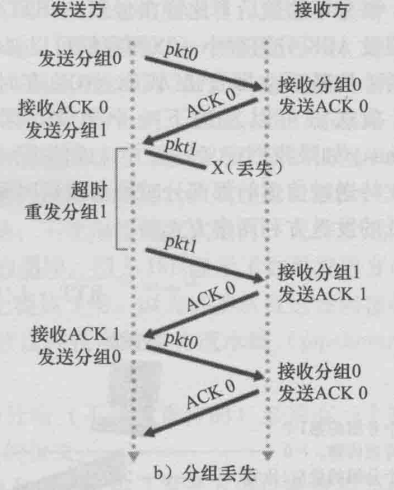 发送方 接收方
发送分组0 pkt0
接收分组0
ACK 0 发送ACK 0
接收ACK 0
发送分组1 pkt1
X(丢失)
超时
重发分组1
pkt1
接收分组1
ACK 0 发送ACK 1
接收ACK 1
发送分组0 pkt0
接收分组0
ACK 0 发送ACK 0
b)分组丢失